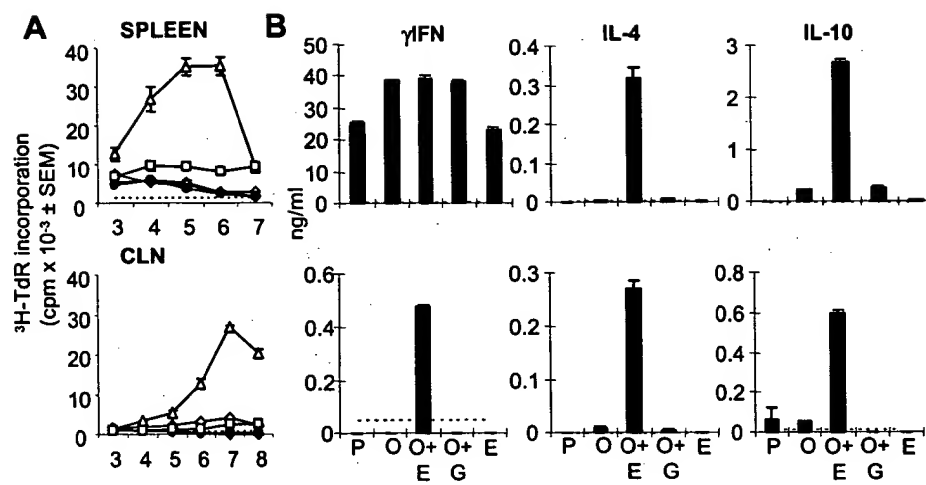 A
SPLEEN
B
γIFN
IL-4
IL-10
³H-TdR incorporation
(cpm x 10⁻³ ± SEM)
40
30
20
10
0
3 4 5 6 7
CLN
40
30
20
10
0
3 4 5 6 7 8
ng/ml
50
40
30
20
10
0
0.4
0.3
0.2
0.1
0
3
2
1
0
0.6
0.4
0.2
0
P O O+E O+G E
0.3
0.2
0.1
0
P O O+E O+G E
0.8
0.6
0.4
0.2
0
P O O+E O+G E